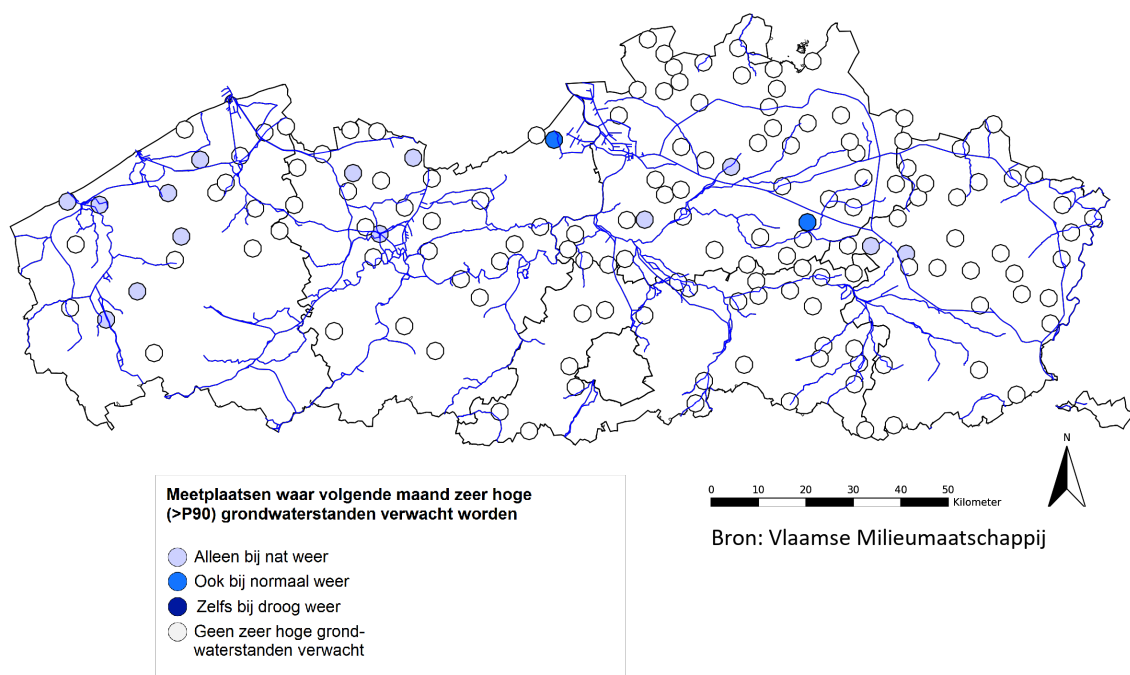 Meetplaatsen waar volgende maand zeer hoge
(>P90) grondwaterstanden verwacht worden
Alleen bij nat weer
Ook bij normaal weer
Zelfs bij droog weer
Geen zeer hoge grond-
waterstanden verwacht
N
0 10 20 30 40 50
Kilometer
Bron: Vlaamse Milieumaatschappij